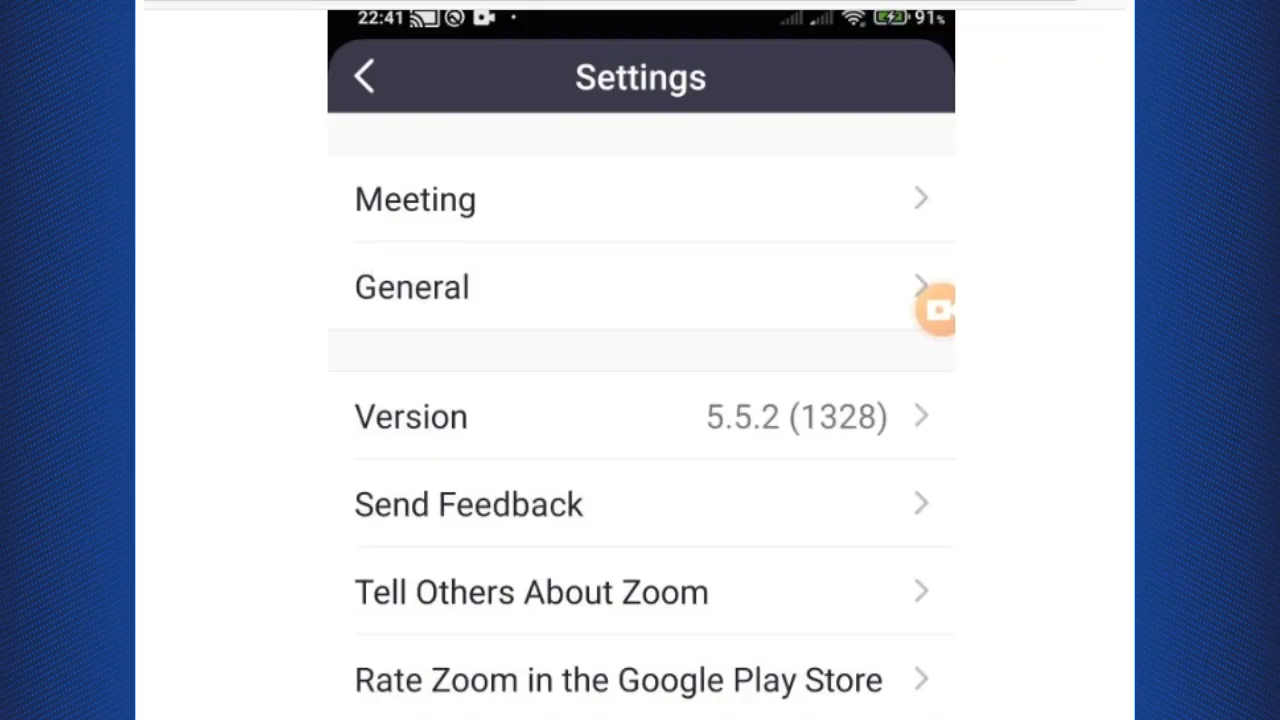 22:41 91%
Settings
Meeting
General
Version 5.5.2 (1328)
Send Feedback
Tell Others About Zoom
Rate Zoom in the Google Play Store